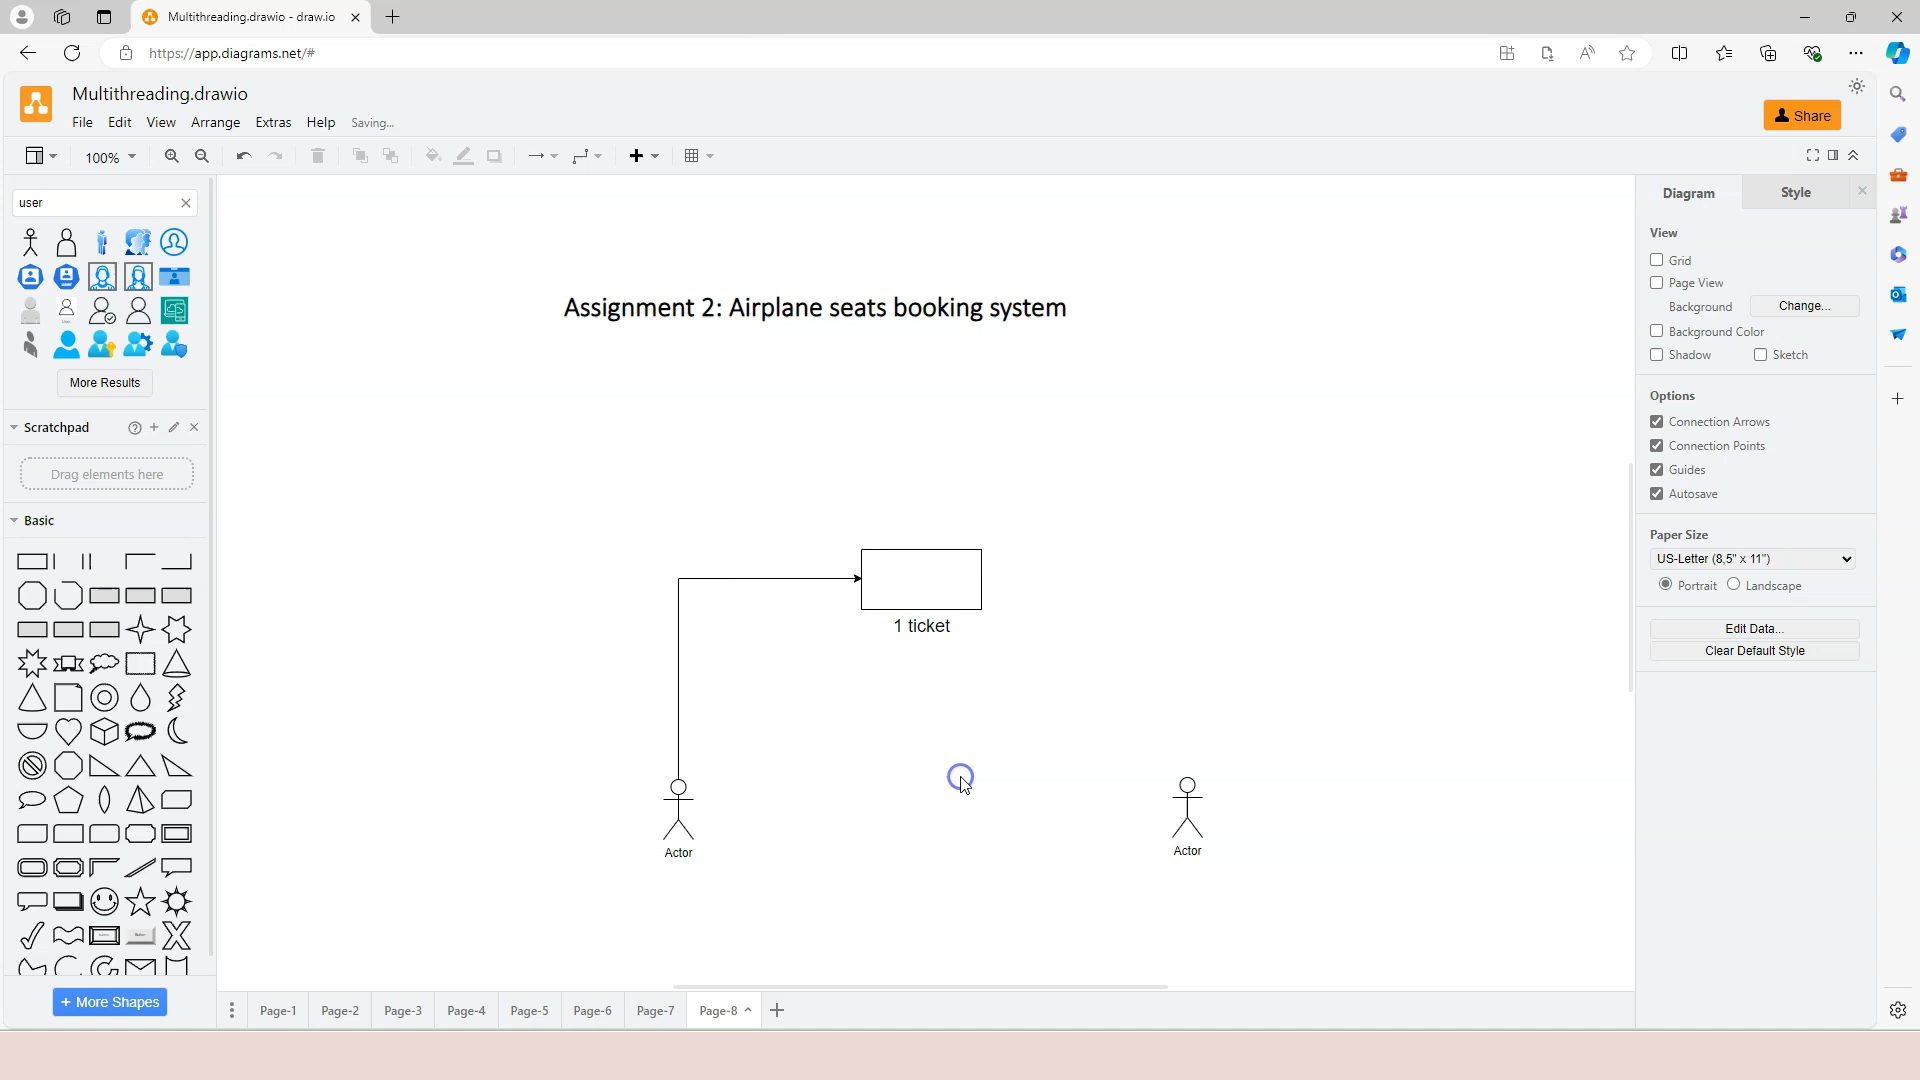 Multithreading.drawio - draw.io
https://app.diagrams.net/#
Multithreading.drawio
File Edit View Arrange Extras Help Saving...
Share
100%
user
More Results
Scratchpad
Drag elements here
Basic
+ More Shapes
Assignment 2: Airplane seats booking system
1 ticket
Actor
Actor
Page-1 Page-2 Page-3 Page-4 Page-5 Page-6 Page-7 Page-8
Diagram Style
View
Grid
Page View
Background Change...
Background Color
Shadow Sketch
Options
Connection Arrows
Connection Points
Guides
Autosave
Paper Size
US-Letter (8,5" x 11")
Portrait Landscape
Edit Data...
Clear Default Style